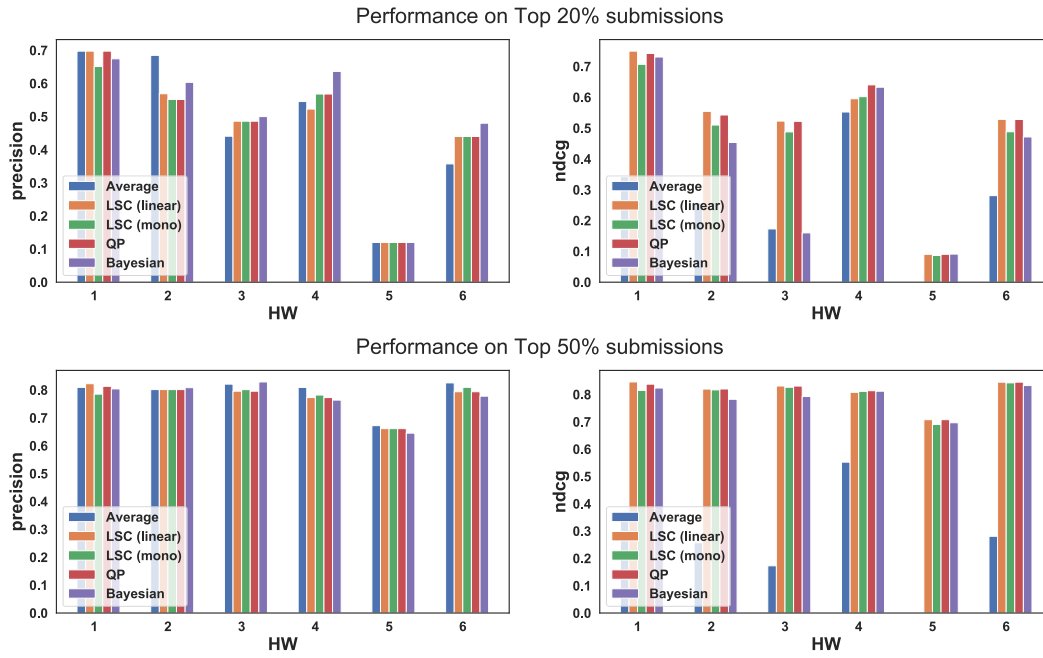 Performance on Top 20% submissions
precision
0.7
0.6
0.5
0.4
0.3
0.2
0.1
0.0
Average
LSC (linear)
LSC (mono)
QP
Bayesian
1 2 3 4 5 6
HW
ndcg
0.7
0.6
0.5
0.4
0.3
0.2
0.1
0.0
Average
LSC (linear)
LSC (mono)
QP
Bayesian
1 2 3 4 5 6
HW
Performance on Top 50% submissions
precision
0.8
0.7
0.6
0.5
0.4
0.3
0.2
0.1
0.0
Average
LSC (linear)
LSC (mono)
QP
Bayesian
1 2 3 4 5 6
HW
ndcg
0.8
0.7
0.6
0.5
0.4
0.3
0.2
0.1
0.0
Average
LSC (linear)
LSC (mono)
QP
Bayesian
1 2 3 4 5 6
HW